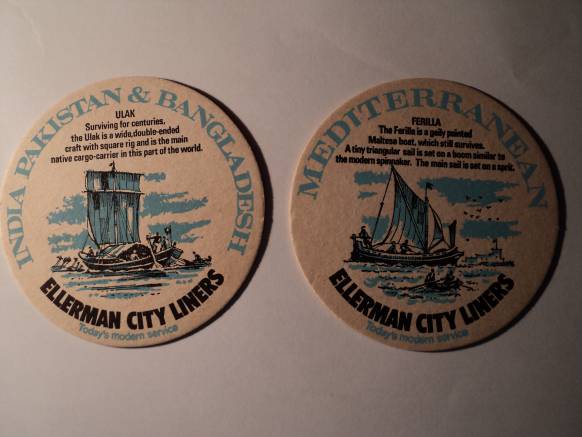 INDIA PAKISTAN & BANGLADESH
ULAK
Surviving for centuries,
the Ulak is a wide,double-ended
craft with square rig and is the main
native cargo-carrier in this part of the world.
ELLERMAN CITY LINERS
Today's modern service
MEDITERRANEAN
FERILLA
The Ferilla is a gaily painted
Maltese boat, which still survives.
A tiny triangular sail is set on a boom similar to
the modern spinnaker. The main sail is set on a sprit.
ELLERMAN CITY LINERS
Today's modern service